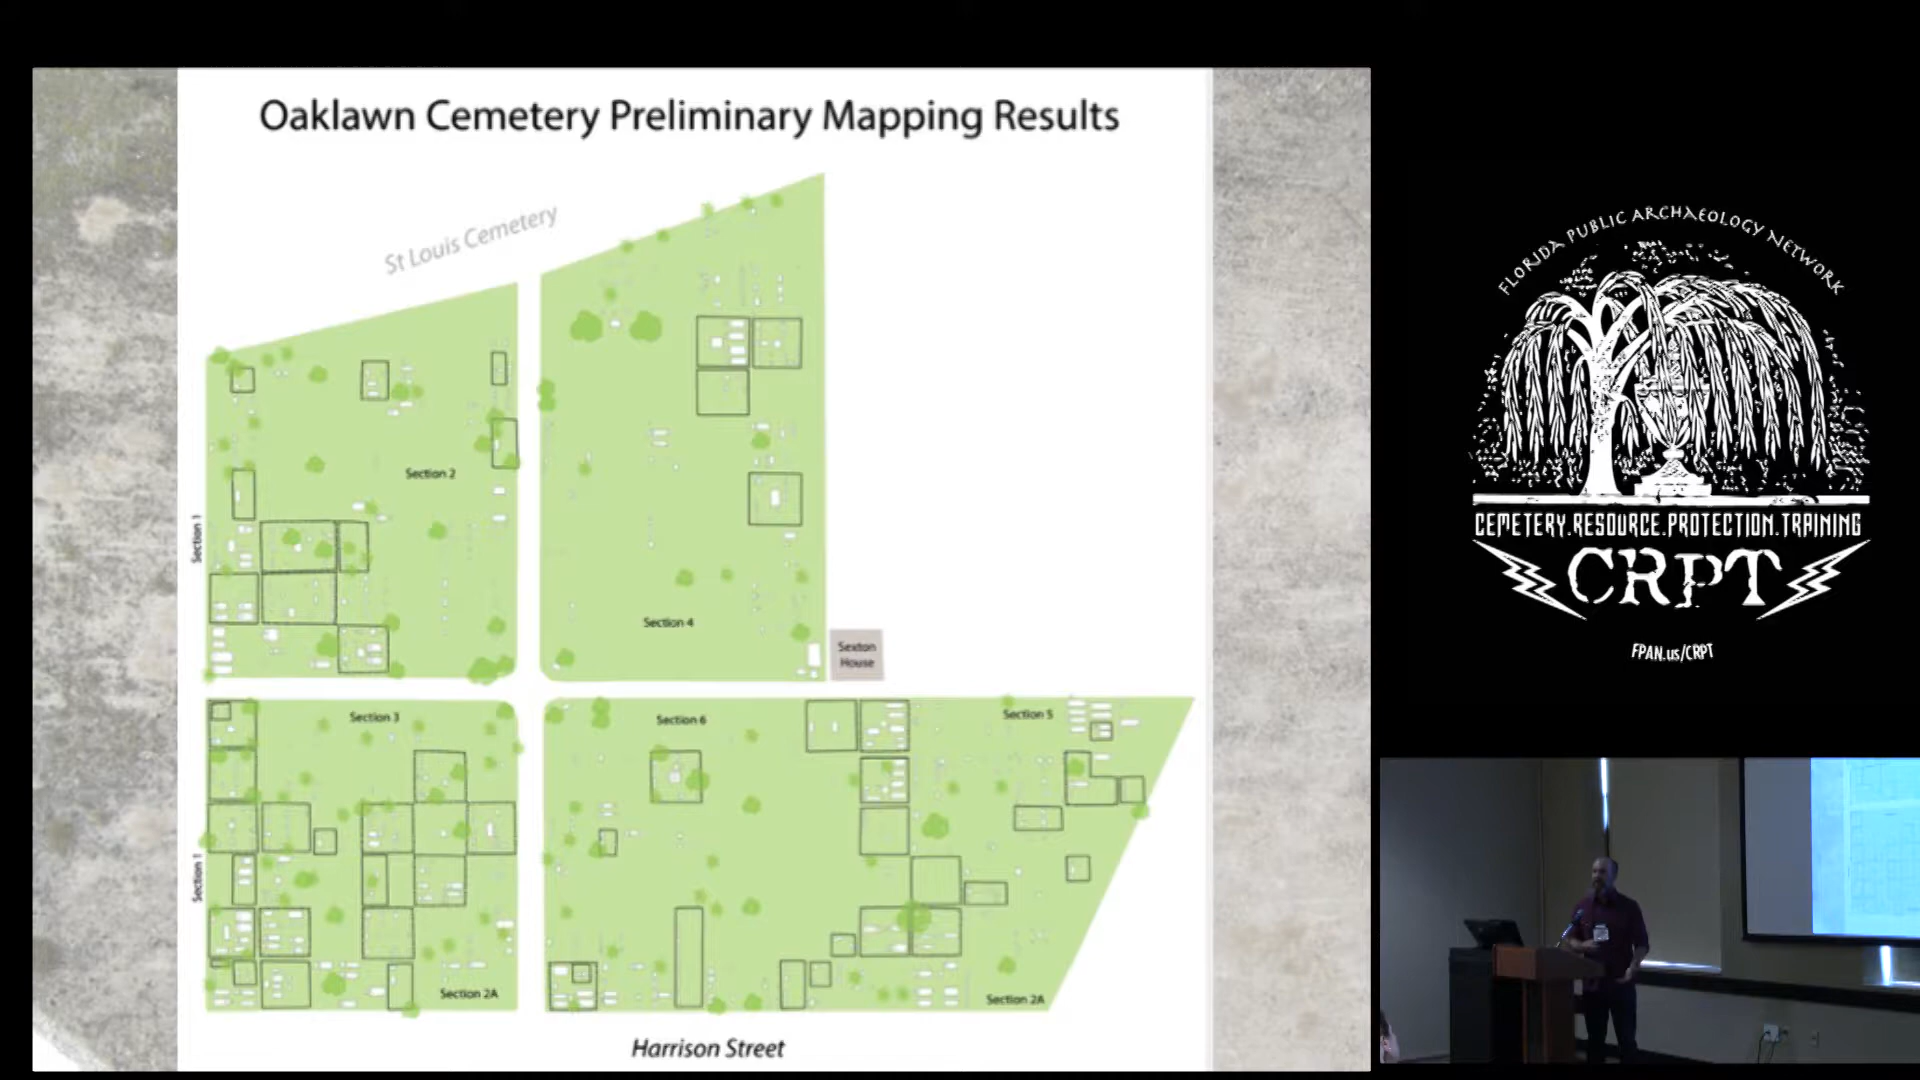 Oaklawn Cemetery Preliminary Mapping Results
St Louis Cemetery
Section 2
Section 1
Section 4
Sexton
House
Section 3
Section 6
Section 5
Section 1
Section 2A
Section 2A
Harrison Street
FLORIDA PUBLIC ARCHAEOLOGY NETWORK
CEMETERY.RESOURCE.PROTECTION.TRAINING
CRPT
FPAN.us/CRPT